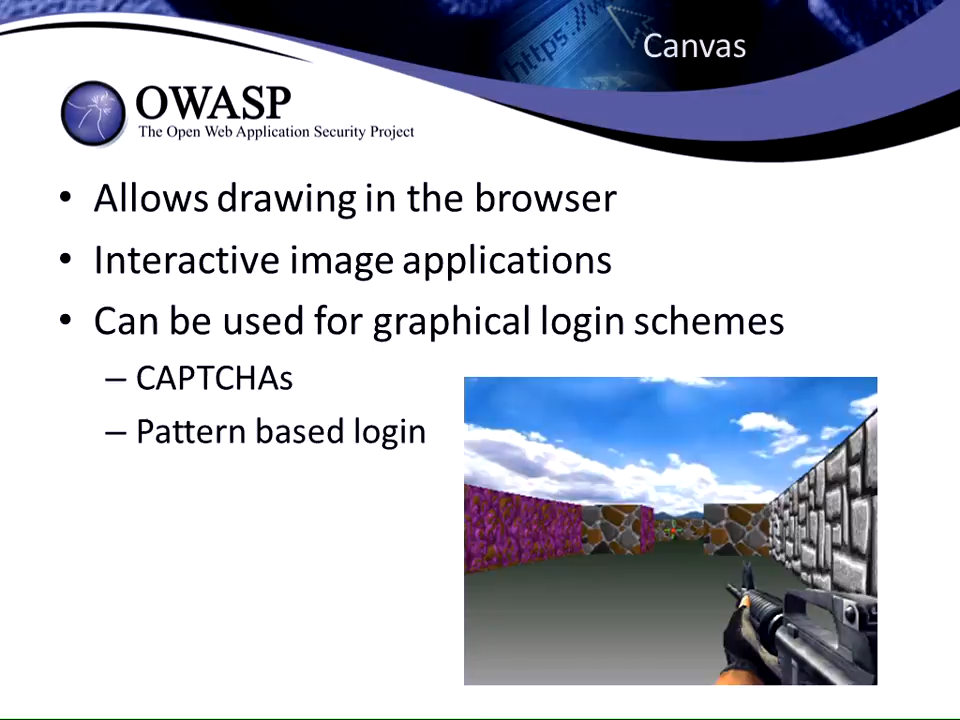 https://w
Canvas
OWASP
The Open Web Application Security Project
• Allows drawing in the browser
• Interactive image applications
• Can be used for graphical login schemes
– CAPTCHAs
– Pattern based login